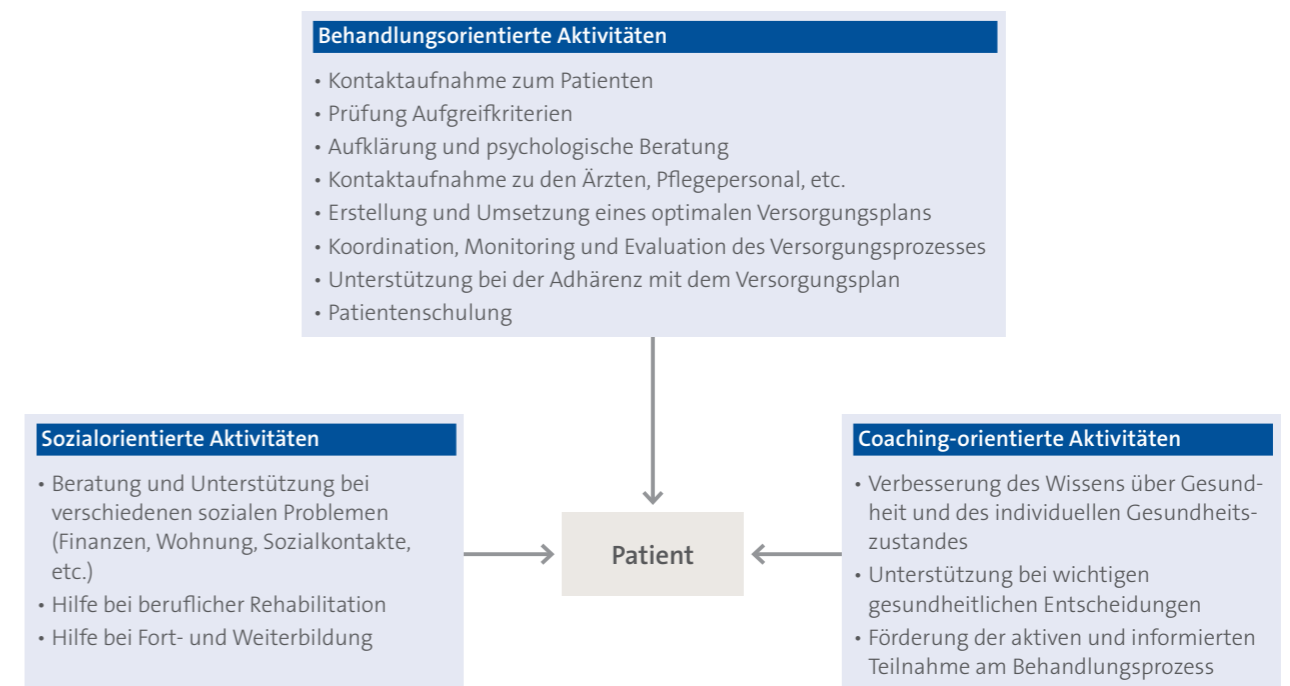 Behandlungsorientierte Aktivitäten
• Kontaktaufnahme zum Patienten
• Prüfung Aufgreifkriterien
• Aufklärung und psychologische Beratung
• Kontaktaufnahme zu den Ärzten, Pflegepersonal, etc.
• Erstellung und Umsetzung eines optimalen Versorgungsplans
• Koordination, Monitoring und Evaluation des Versorgungsprozesses
• Unterstützung bei der Adhärenz mit dem Versorgungsplan
• Patientenschulung
Sozialorientierte Aktivitäten
• Beratung und Unterstützung bei
verschiedenen sozialen Problemen
(Finanzen, Wohnung, Sozialkontakte,
etc.)
• Hilfe bei beruflicher Rehabilitation
• Hilfe bei Fort- und Weiterbildung
Patient
Coaching-orientierte Aktivitäten
• Verbesserung des Wissens über Gesund-
heit und des individuellen Gesundheits-
zustandes
• Unterstützung bei wichtigen
gesundheitlichen Entscheidungen
• Förderung der aktiven und informierten
Teilnahme am Behandlungsprozess